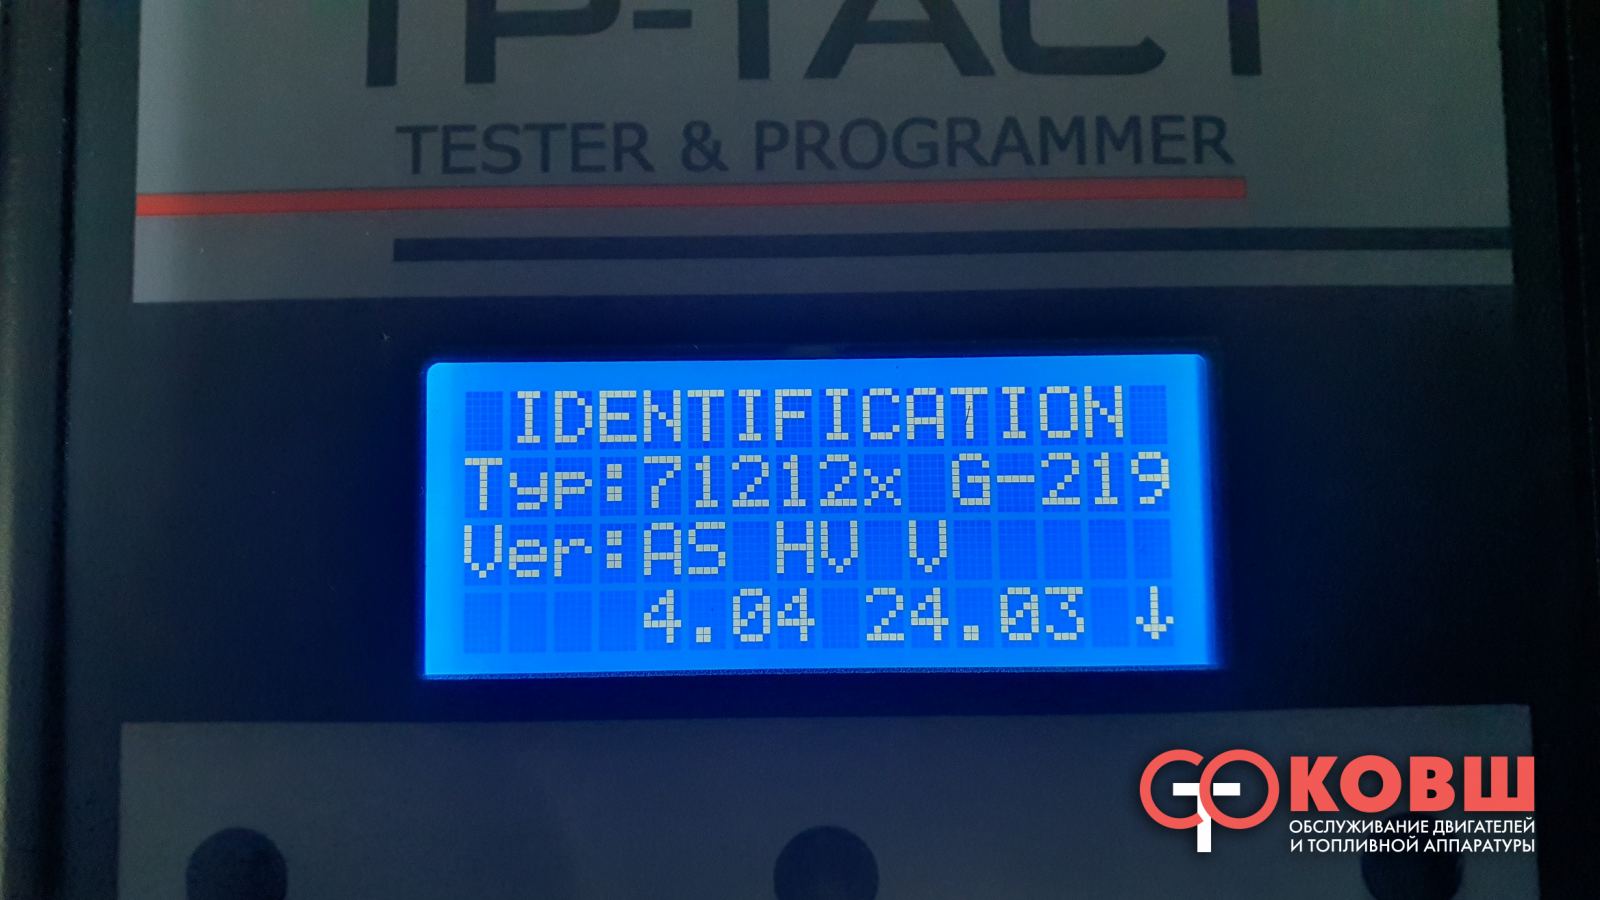 TP-TACT
TESTER & PROGRAMMER
IDENTIFICATION
Typ:71212x G-219
Ver:AS HV V
4.04 24.03 ↓
КОВШ
ОБСЛУЖИВАНИЕ ДВИГАТЕЛЕЙ
И ТОПЛИВНОЙ АППАРАТУРЫ